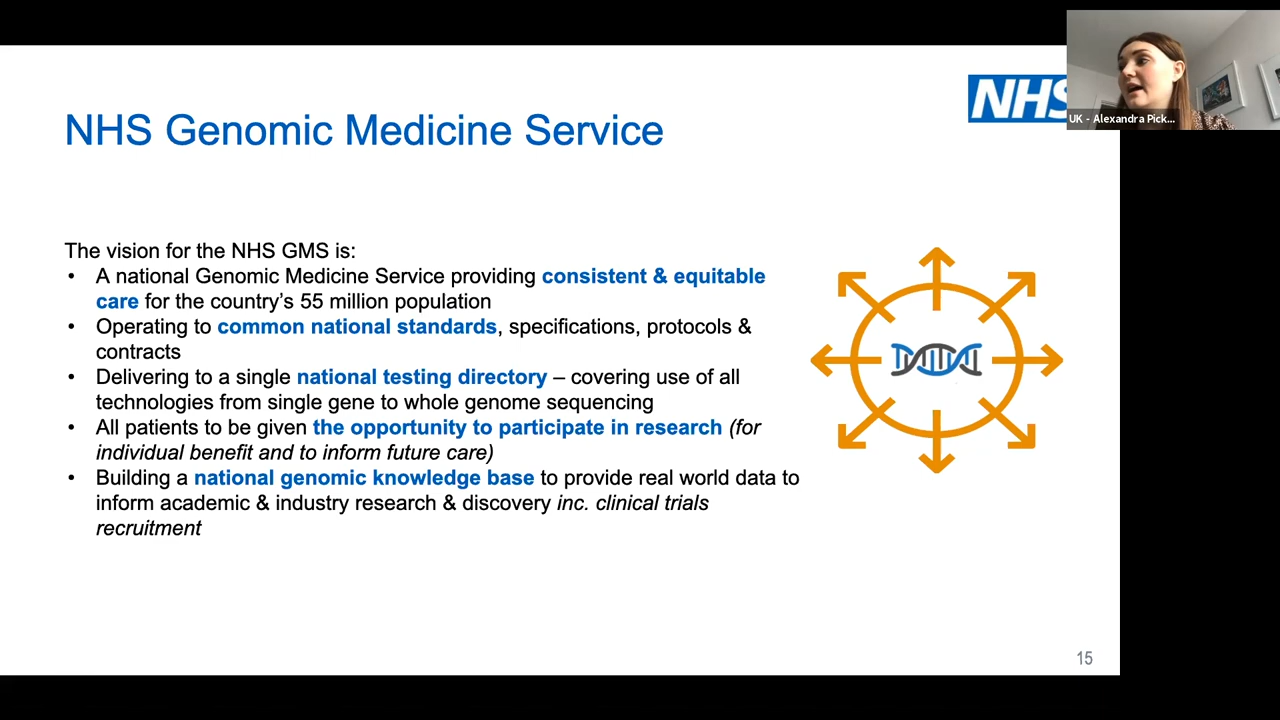 NHS
UK - Alexandra Pick...
NHS Genomic Medicine Service
The vision for the NHS GMS is:
• A national Genomic Medicine Service providing consistent & equitable
care for the country's 55 million population
• Operating to common national standards, specifications, protocols &
contracts
• Delivering to a single national testing directory – covering use of all
technologies from single gene to whole genome sequencing
• All patients to be given the opportunity to participate in research (for
individual benefit and to inform future care)
• Building a national genomic knowledge base to provide real world data to
inform academic & industry research & discovery inc. clinical trials
recruitment
15